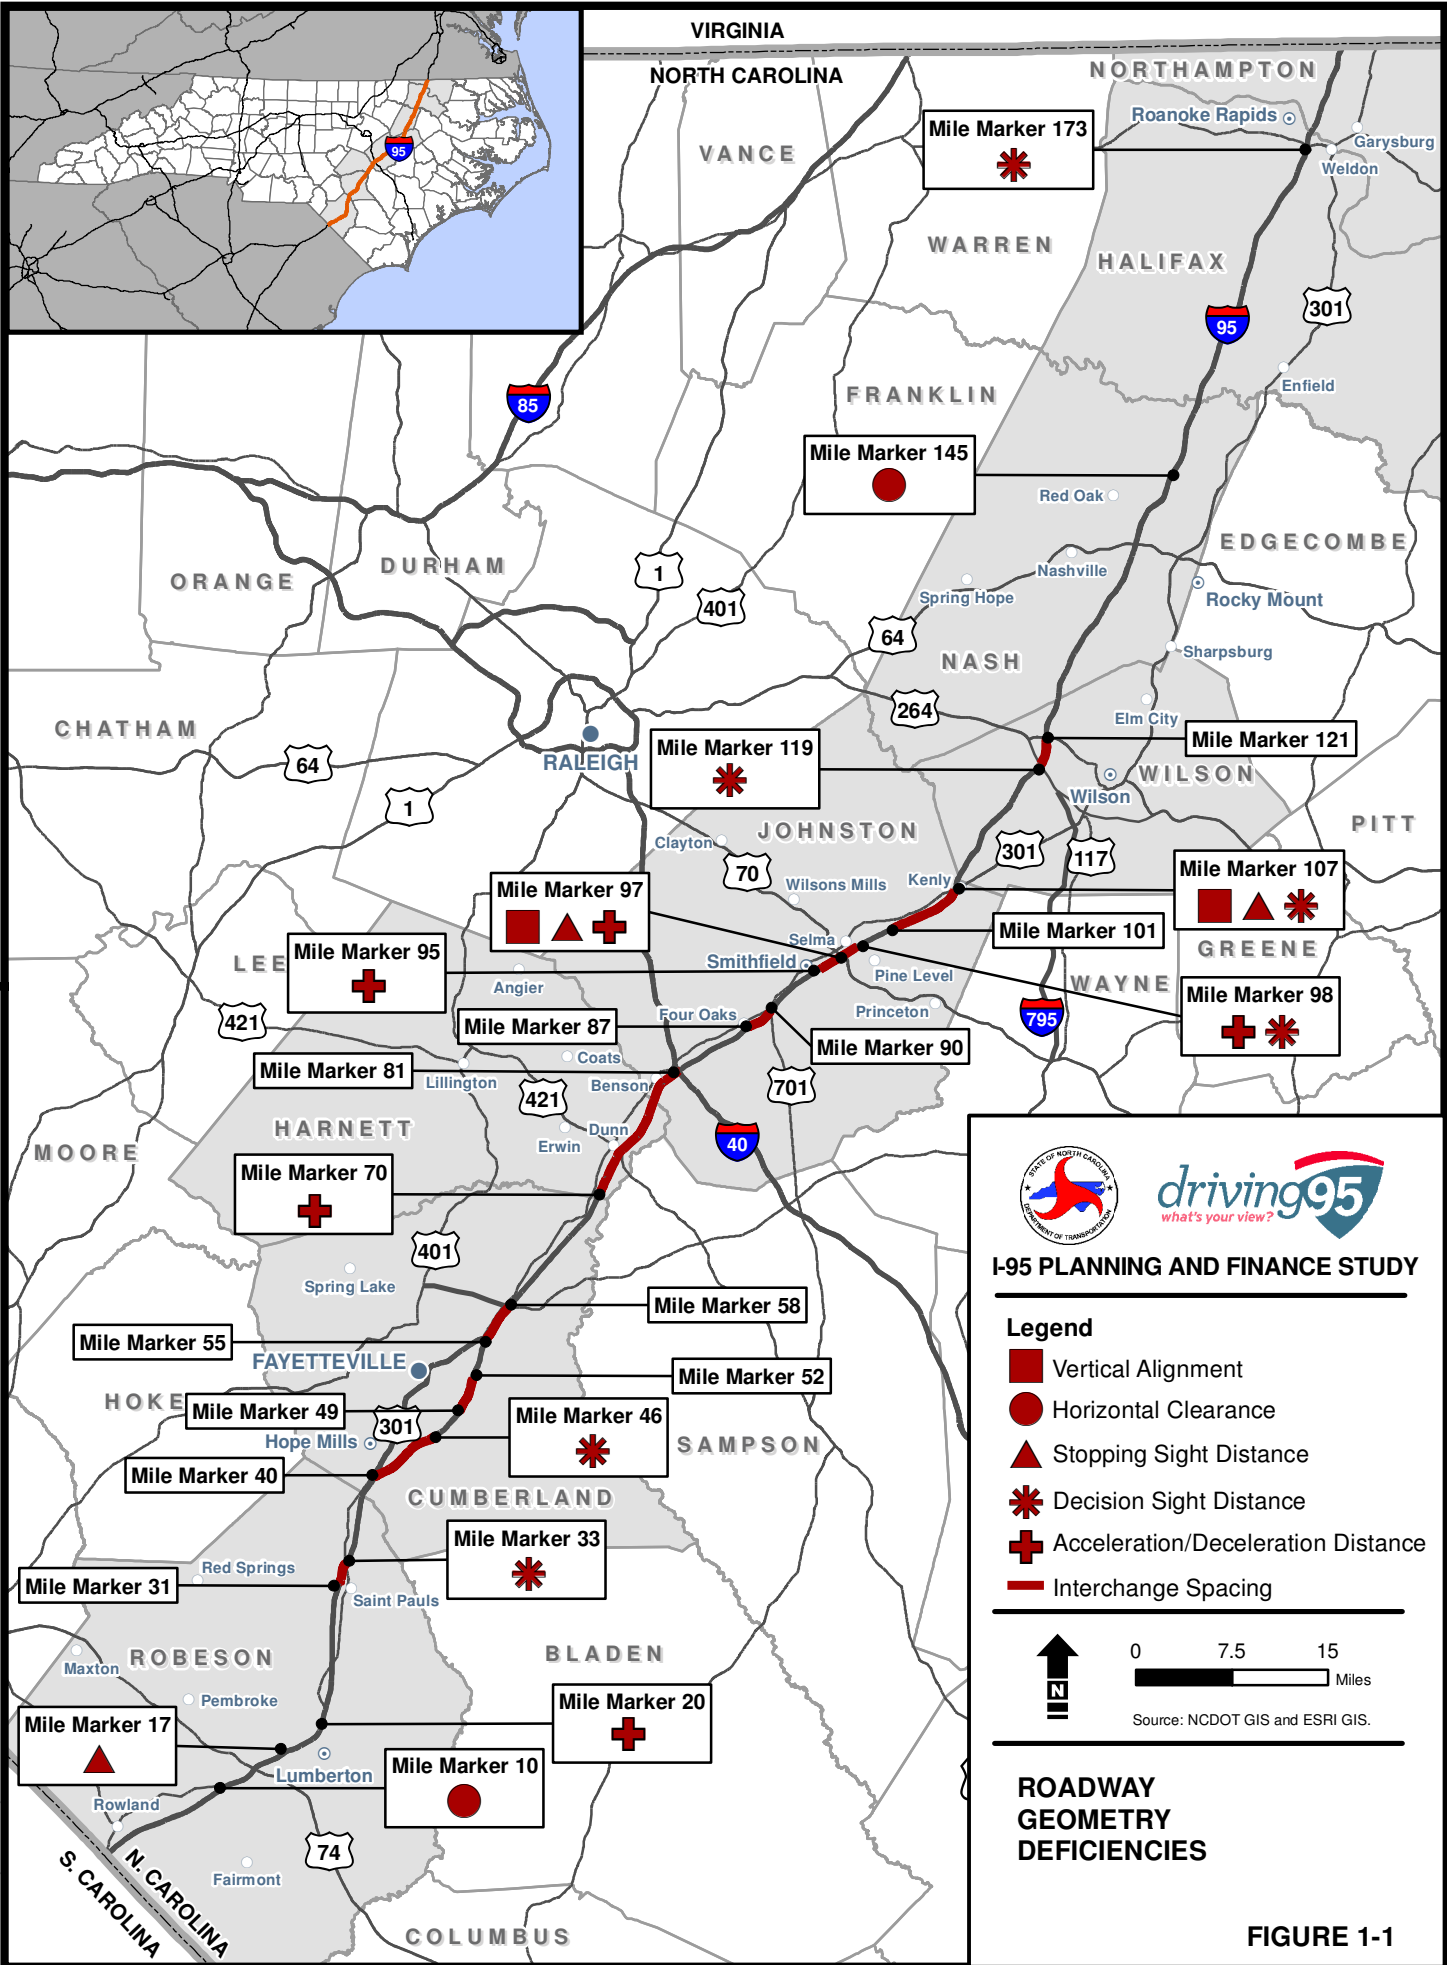 VIRGINIA
NORTH CAROLINA
NORTHAMPTON
Roanoke Rapids
Garysburg
Weldon
Mile Marker 173
VANCE
WARREN
HALIFAX
95
95
301
Enfield
85
FRANKLIN
Mile Marker 145
Red Oak
EDGECOMBE
Nashville
Spring Hope
Rocky Mount
ORANGE
DURHAM
1
401
64
NASH
Sharpsburg
264
Elm City
CHATHAM
64
RALEIGH
Mile Marker 119
Mile Marker 121
WILSON
Wilson
1
JOHNSTON
PITT
Clayton
70
301
117
Wilsons Mills
Kenly
Mile Marker 107
Mile Marker 97
Mile Marker 101
Selma
GREENE
LEE
Mile Marker 95
Smithfield
Pine Level
Angier
WAYNE
Mile Marker 98
Princeton
421
Four Oaks
795
Mile Marker 87
Mile Marker 90
Coats
Mile Marker 81
Lillington
Benson
701
421
HARNETT
Dunn
Erwin
40
MOORE
Mile Marker 70
401
Spring Lake
Mile Marker 58
Mile Marker 55
FAYETTEVILLE
Mile Marker 52
HOKE
Mile Marker 49
301
Mile Marker 46
Hope Mills
SAMPSON
Mile Marker 40
CUMBERLAND
Mile Marker 33
Red Springs
Mile Marker 31
Saint Pauls
ROBESON
BLADEN
Maxton
Pembroke
Mile Marker 20
Mile Marker 17
Lumberton
Mile Marker 10
Rowland
74
Fairmont
N. CAROLINA
S. CAROLINA
COLUMBUS
STATE OF NORTH CAROLINA
DEPARTMENT OF TRANSPORTATION
driving95
what's your view?
I-95 PLANNING AND FINANCE STUDY
Legend
Vertical Alignment
Horizontal Clearance
Stopping Sight Distance
Decision Sight Distance
Acceleration/Deceleration Distance
Interchange Spacing
N
0 7.5 15
Miles
Source: NCDOT GIS and ESRI GIS.
ROADWAY
GEOMETRY
DEFICIENCIES
FIGURE 1-1